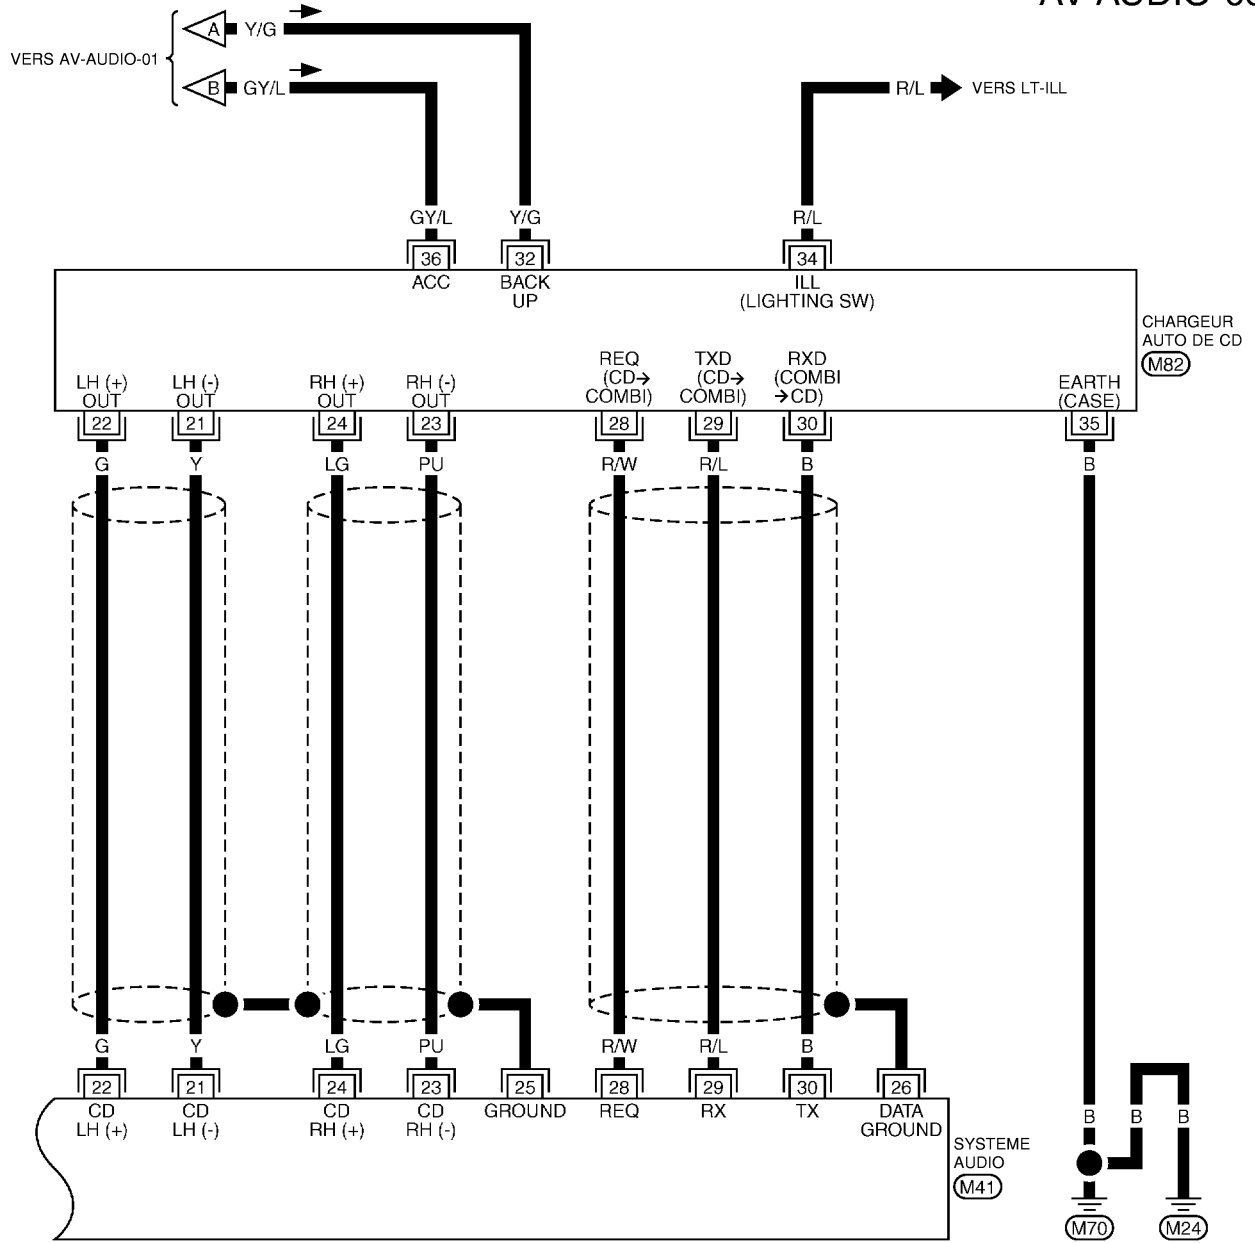 AV-AUDIO-03
A Y/G
VERS AV-AUDIO-01
B GY/L
R/L VERS LT-ILL
GY/L Y/G R/L
36 32 34
ACC BACK UP ILL (LIGHTING SW)
CHARGEUR
AUTO DE CD
M82
LH (+) OUT LH (-) OUT RH (+) OUT RH (-) OUT REQ (CD→ COMBI) TXD (CD→ COMBI) RXD (COMBI →CD) EARTH (CASE)
22 21 24 23 28 29 30 35
G Y LG PU R/W R/L B B
G Y LG PU R/W R/L B
22 21 24 23 25 28 29 30 26
CD LH (+) CD LH (-) CD RH (+) CD RH (-) GROUND REQ RX TX DATA GROUND
B B B
SYSTEME
AUDIO
M41
M70 M24